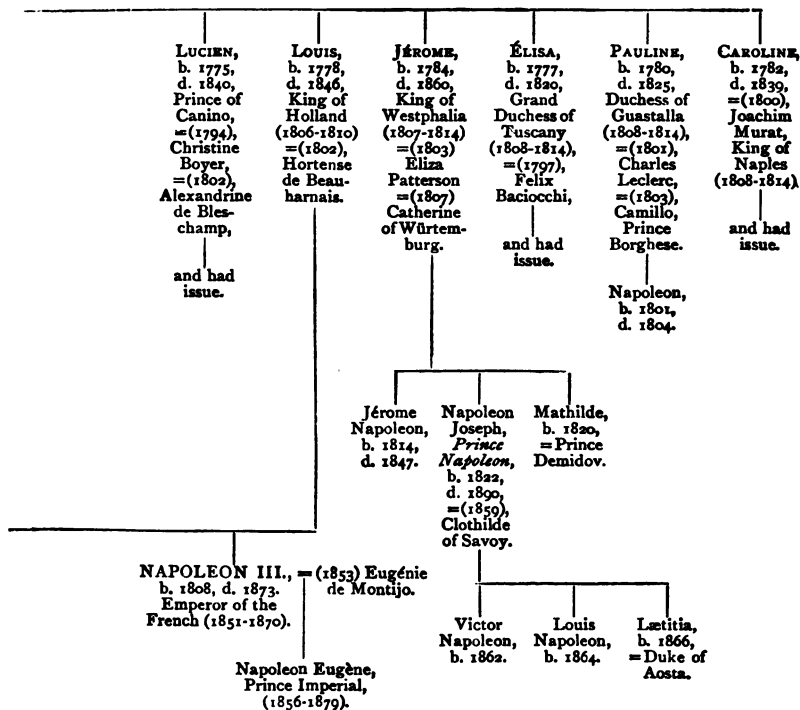 LUCIEN,
b. 1775,
d. 1840,
Prince of
Canino,
=(1794),
Christine
Boyer,
=(1802),
Alexandrine
de Bles-
champ,
and had
issue.
LOUIS,
b. 1778,
d. 1846,
King of
Holland
(1806-1810)
=(1802),
Hortense
de Beau-
harnais.
JÉROME,
b. 1784,
d. 1860,
King of
Westphalia
(1807-1814)
=(1803)
Eliza
Patterson
=(1807)
Catherine
of Würtem-
burg.
ÉLISA,
b. 1777,
d. 1820,
Grand
Duchess of
Tuscany
(1808-1814),
=(1797),
Felix
Baciocchi,
and had
issue.
PAULINE,
b. 1780,
d. 1825,
Duchess of
Guastalla
(1808-1814),
=(1801),
Charles
Leclerc,
=(1803),
Camillo,
Prince
Borghese.
Napoleon,
b. 1801,
d. 1804.
CAROLINE,
b. 1782,
d. 1839,
=(1800),
Joachim
Murat,
King of
Naples
(1808-1814),
and had
issue.
Jérome
Napoleon,
b. 1814,
d. 1847.
Napoleon
Joseph,
Prince
Napoleon,
b. 1822,
d. 1890,
=(1859),
Clothilde
of Savoy.
Mathilde,
b. 1820,
=Prince
Demidov.
NAPOLEON III., = (1853) Eugénie
b. 1808, d. 1873. de Montijo.
Emperor of the
French (1851-1870).
Napoleon Eugène,
Prince Imperial,
(1856-1879).
Victor
Napoleon,
b. 1862.
Louis
Napoleon,
b. 1864.
Lætitia,
b. 1866,
=Duke of
Aosta.